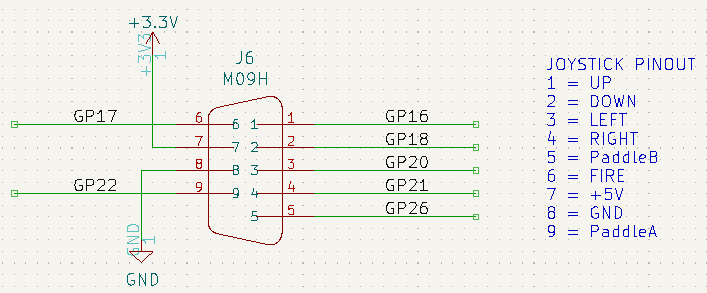 +3.3V
+3V3
1
J6
M09H
JOYSTICK PINOUT
1 = UP
2 = DOWN
3 = LEFT
4 = RIGHT
5 = PaddleB
6 = FIRE
7 = +5V
8 = GND
9 = PaddleA
GP17 6 6 1 1 GP16
7 7 2 2 GP18
8 8 3 3 GP20
GP22 9 9 4 4 GP21
5 5 GP26
GND
1
GND